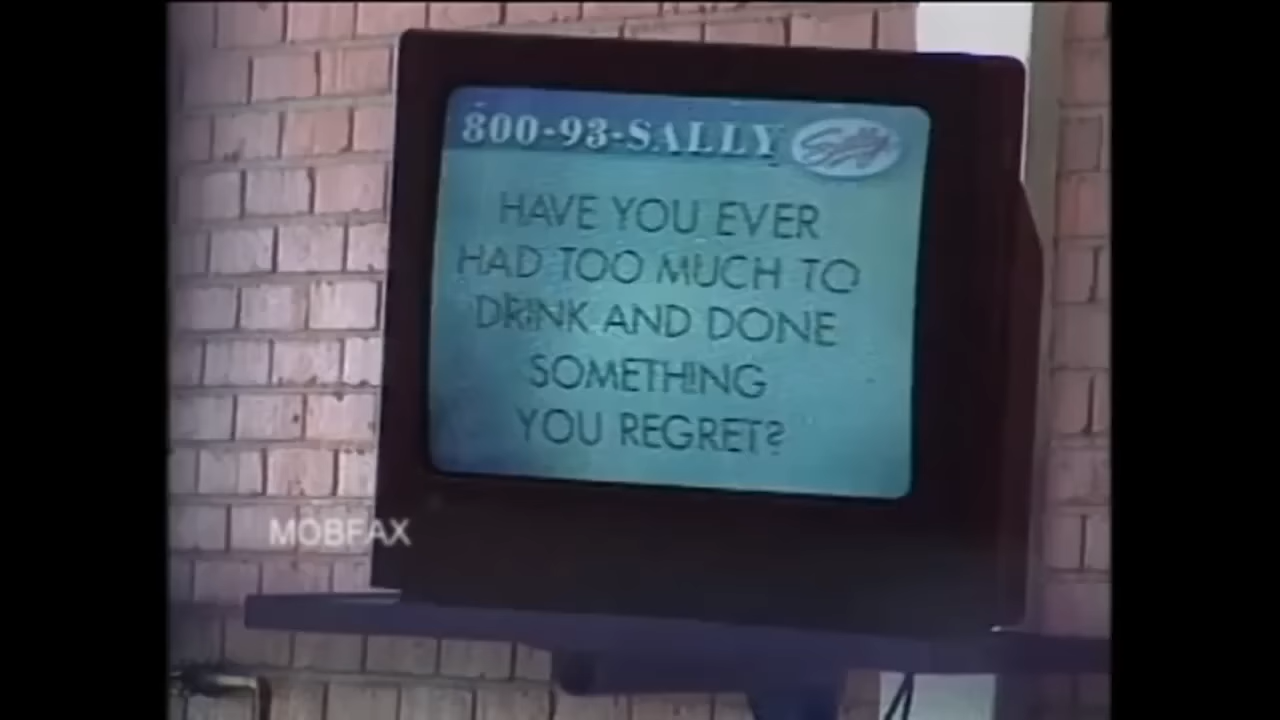 800-93-SALLY Sally
HAVE YOU EVER
HAD TOO MUCH TO
DRINK AND DONE
SOMETHING
YOU REGRET?
MOBFAX